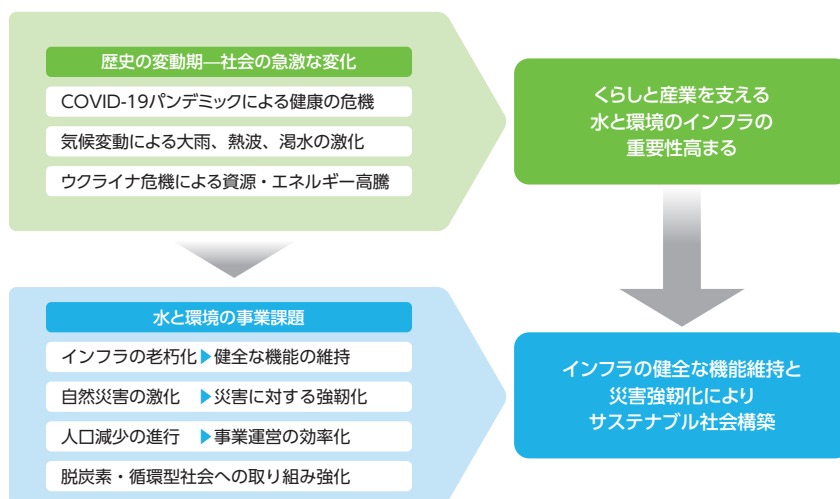 歴史の変動期―社会の急激な変化
COVID-19パンデミックによる健康の危機
気候変動による大雨、熱波、渇水の激化
ウクライナ危機による資源・エネルギー高騰
くらしと産業を支える
水と環境のインフラの
重要性高まる
水と環境の事業課題
インフラの老朽化▶健全な機能の維持
自然災害の激化 ▶災害に対する強靭化
人口減少の進行 ▶事業運営の効率化
脱炭素・循環型社会への取り組み強化
インフラの健全な機能維持と
災害強靭化により
サステナブル社会構築